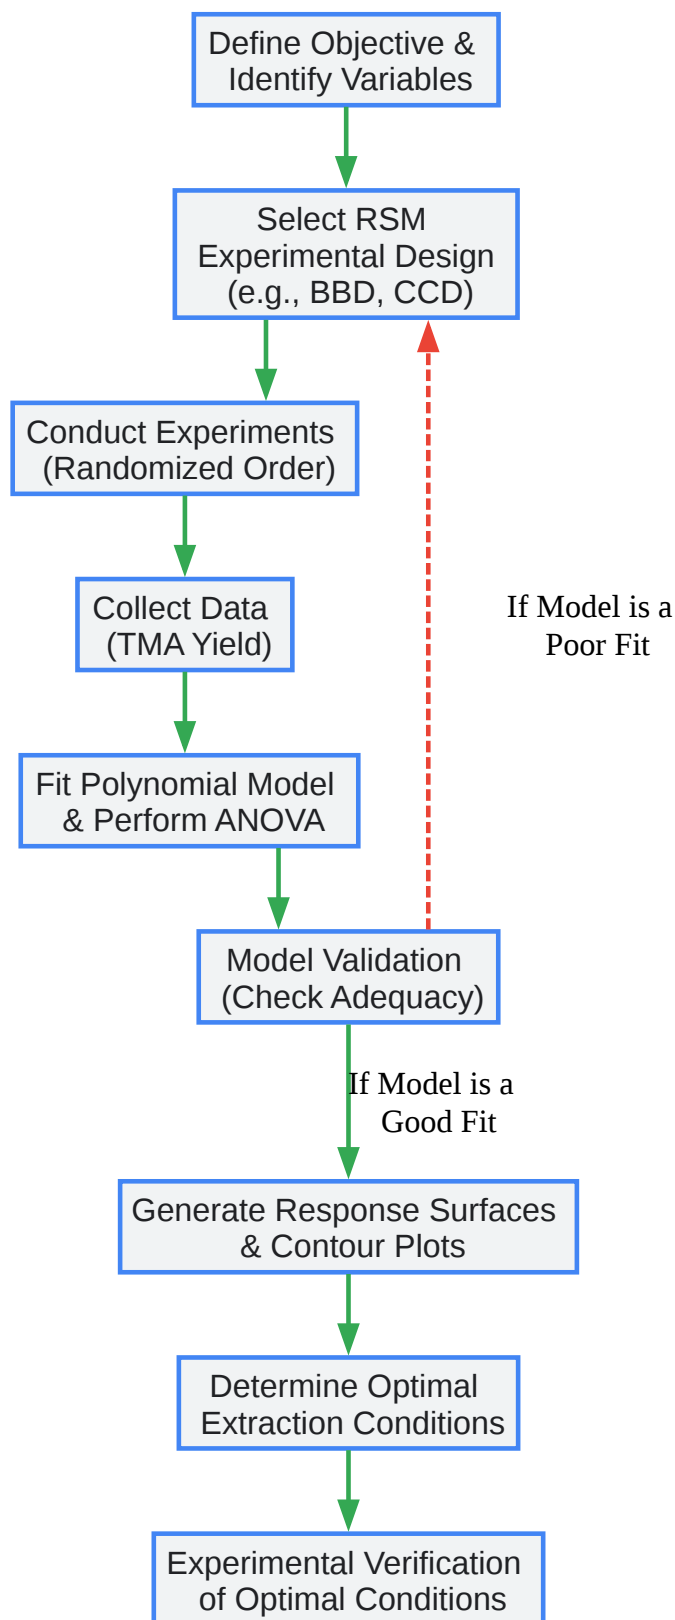 Define Objective &
Identify Variables
Select RSM
Experimental Design
(e.g., BBD, CCD)
Conduct Experiments
(Randomized Order)
Collect Data
(TMA Yield)
If Model is a
Poor Fit
Fit Polynomial Model
& Perform ANOVA
Model Validation
(Check Adequacy)
If Model is a
Good Fit
Generate Response Surfaces
& Contour Plots
Determine Optimal
Extraction Conditions
Experimental Verification
of Optimal Conditions